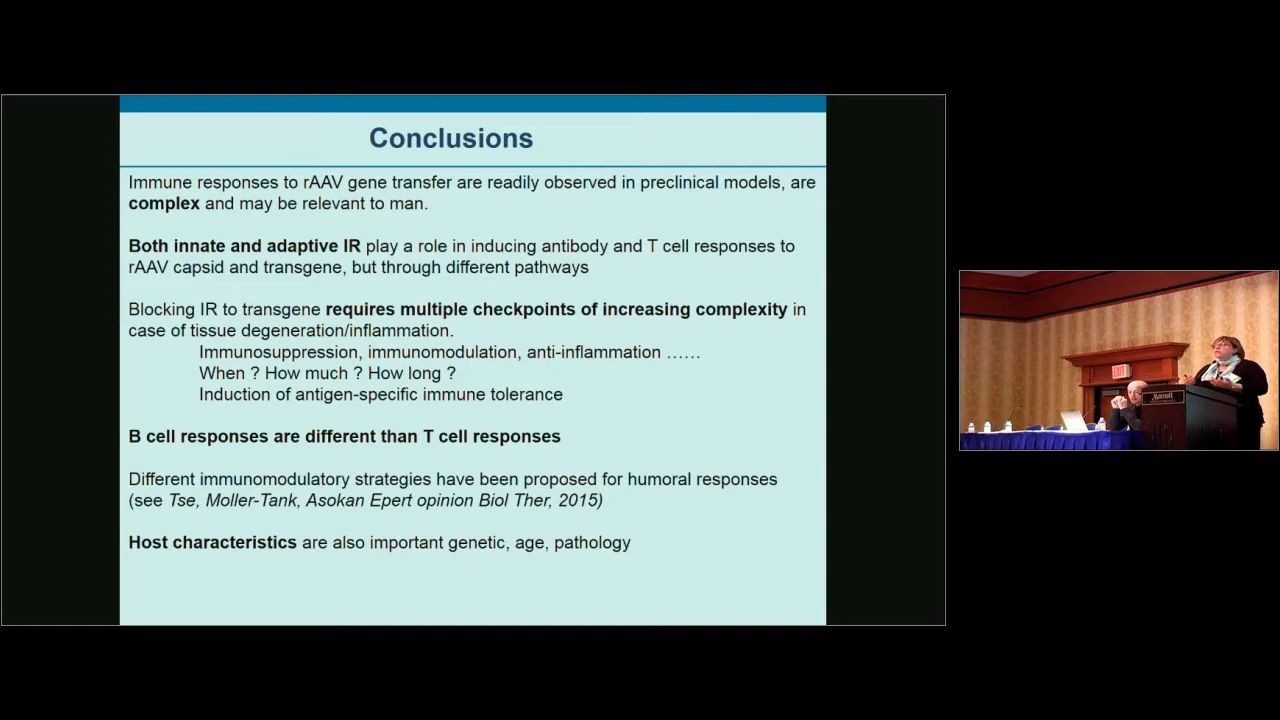 Conclusions
Immune responses to rAAV gene transfer are readily observed in preclinical models, are
complex and may be relevant to man.
Both innate and adaptive IR play a role in inducing antibody and T cell responses to
rAAV capsid and transgene, but through different pathways
Blocking IR to transgene requires multiple checkpoints of increasing complexity in
case of tissue degeneration/inflammation.
Immunosuppression, immunomodulation, anti-inflammation ......
When ? How much ? How long ?
Induction of antigen-specific immune tolerance
B cell responses are different than T cell responses
Different immunomodulatory strategies have been proposed for humoral responses
(see Tse, Moller-Tank, Asokan Epert opinion Biol Ther, 2015)
Host characteristics are also important genetic, age, pathology
EXIT
Marriott